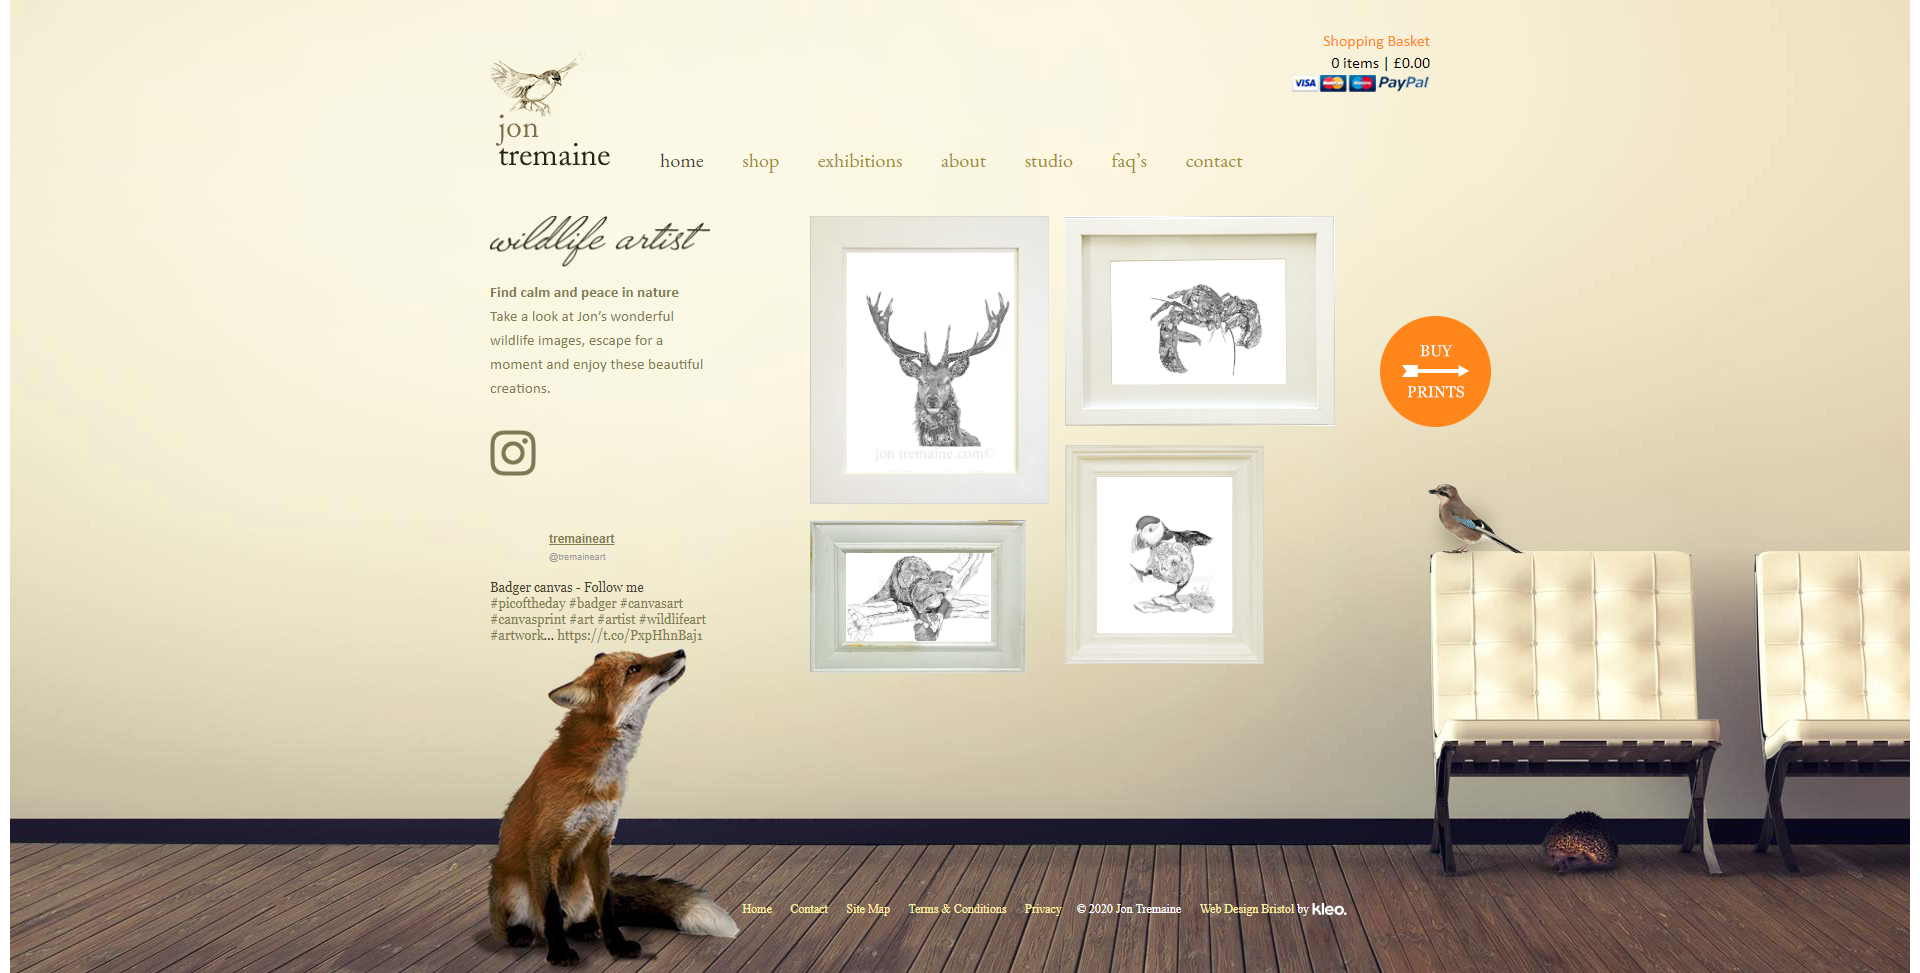 Shopping Basket
0 items | £0.00
VISA PayPal
jon
tremaine
home shop exhibitions about studio faq's contact
wildlife artist
Find calm and peace in nature
Take a look at Jon's wonderful
wildlife images, escape for a
moment and enjoy these beautiful
creations.
jon tremaine.com©
BUY
PRINTS
tremaineart
@tremaineart
Badger canvas - Follow me
#picoftheday #badger #canvasart
#canvasprint #art #artist #wildlifeart
#artwork... https://t.co/PxpHhnBaj1
Home Contact Site Map Terms & Conditions Privacy © 2020 Jon Tremaine Web Design Bristol by kleo.